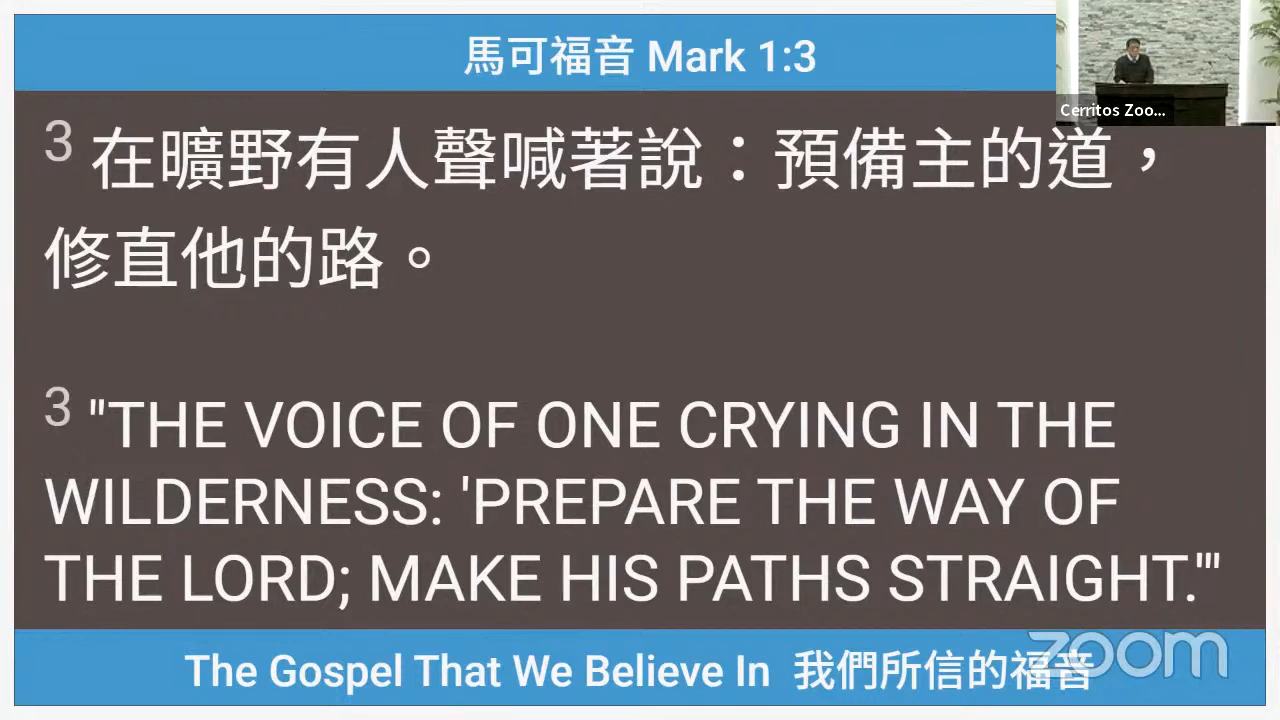 馬可福音 Mark 1:3
Cerritos Zoo...
3 在曠野有人聲喊著說：預備主的道，
修直他的路。
3 "THE VOICE OF ONE CRYING IN THE
WILDERNESS: 'PREPARE THE WAY OF
THE LORD; MAKE HIS PATHS STRAIGHT.'"
The Gospel That We Believe In 我們所信的福音
zoom